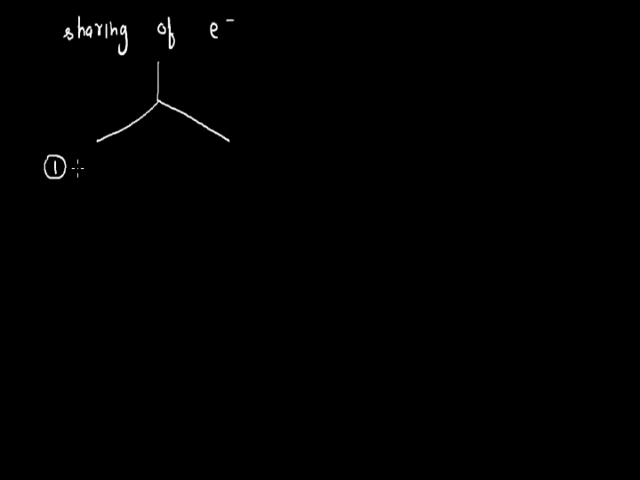 sharing of e⁻
①